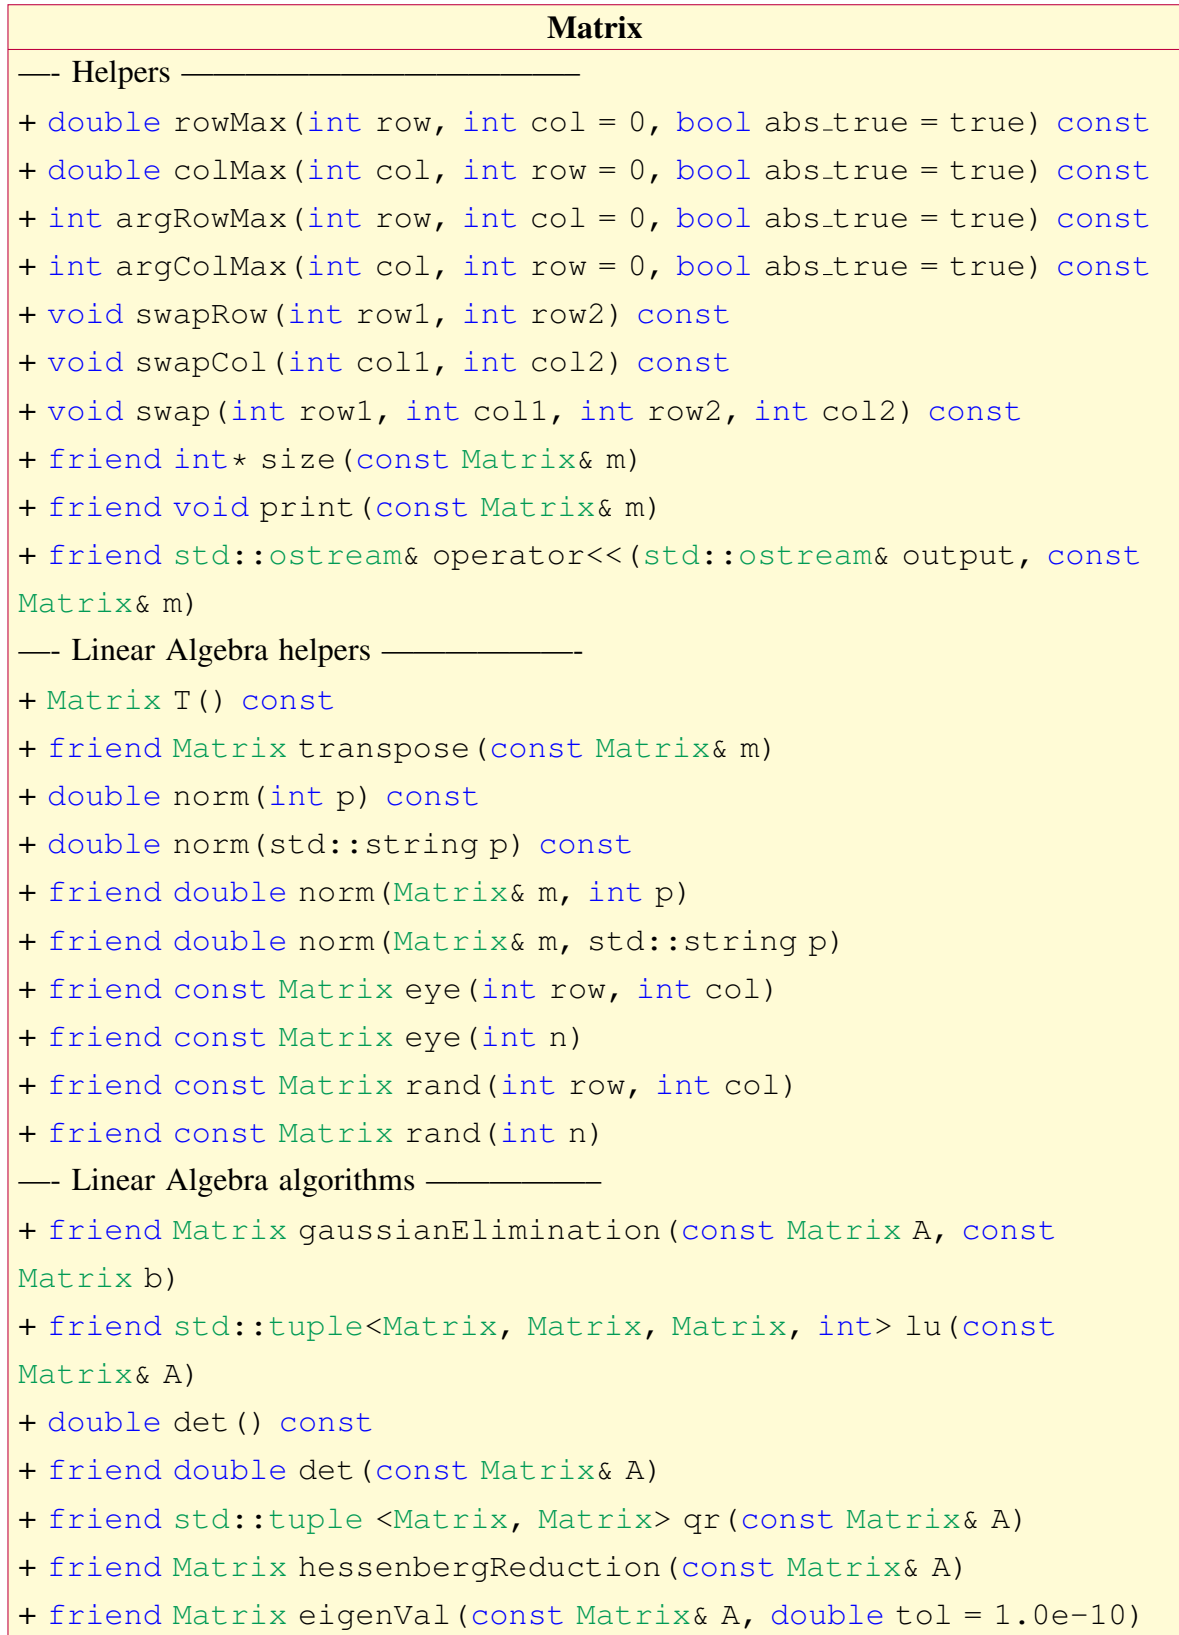 Matrix
—- Helpers ————————————–
+ double rowMax(int row, int col = 0, bool abs_true = true) const
+ double colMax(int col, int row = 0, bool abs_true = true) const
+ int argRowMax(int row, int col = 0, bool abs_true = true) const
+ int argColMax(int col, int row = 0, bool abs_true = true) const
+ void swapRow(int row1, int row2) const
+ void swapCol(int col1, int col2) const
+ void swap(int row1, int col1, int row2, int col2) const
+ friend int* size(const Matrix& m)
+ friend void print(const Matrix& m)
+ friend std::ostream& operator<<(std::ostream& output, const
Matrix& m)
—- Linear Algebra helpers ——————-
+ Matrix T() const
+ friend Matrix transpose(const Matrix& m)
+ double norm(int p) const
+ double norm(std::string p) const
+ friend double norm(Matrix& m, int p)
+ friend double norm(Matrix& m, std::string p)
+ friend const Matrix eye(int row, int col)
+ friend const Matrix eye(int n)
+ friend const Matrix rand(int row, int col)
+ friend const Matrix rand(int n)
—- Linear Algebra algorithms —————–
+ friend Matrix gaussianElimination(const Matrix A, const
Matrix b)
+ friend std::tuple<Matrix, Matrix, Matrix, int> lu(const
Matrix& A)
+ double det() const
+ friend double det(const Matrix& A)
+ friend std::tuple <Matrix, Matrix> qr(const Matrix& A)
+ friend Matrix hessenbergReduction(const Matrix& A)
+ friend Matrix eigenVal(const Matrix& A, double tol = 1.0e-10)